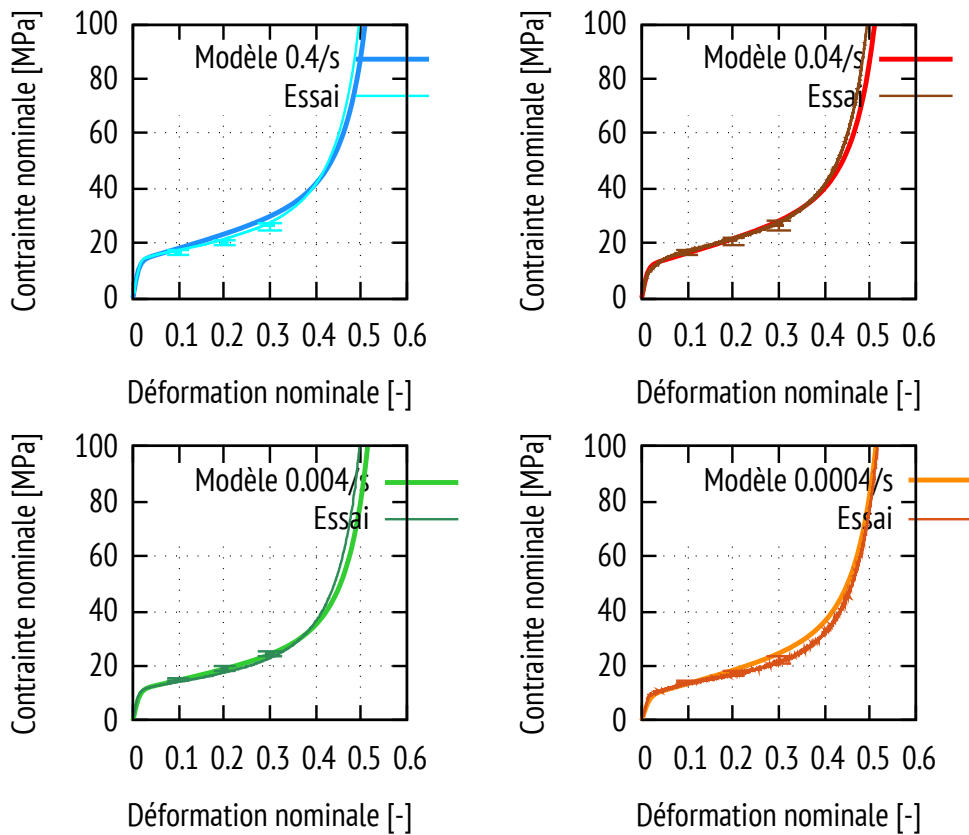 Contrainte nominale [MPa]
100
80
60
40
20
0
Modèle 0.4/s
Essai
0 0.1 0.2 0.3 0.4 0.5 0.6
Déformation nominale [-]
Contrainte nominale [MPa]
100
80
60
40
20
0
Modèle 0.04/s
Essai
0 0.1 0.2 0.3 0.4 0.5 0.6
Déformation nominale [-]
Contrainte nominale [MPa]
100
80
60
40
20
0
Modèle 0.004/s
Essai
0 0.1 0.2 0.3 0.4 0.5 0.6
Déformation nominale [-]
Contrainte nominale [MPa]
100
80
60
40
20
0
Modèle 0.0004/s
Essai
0 0.1 0.2 0.3 0.4 0.5 0.6
Déformation nominale [-]